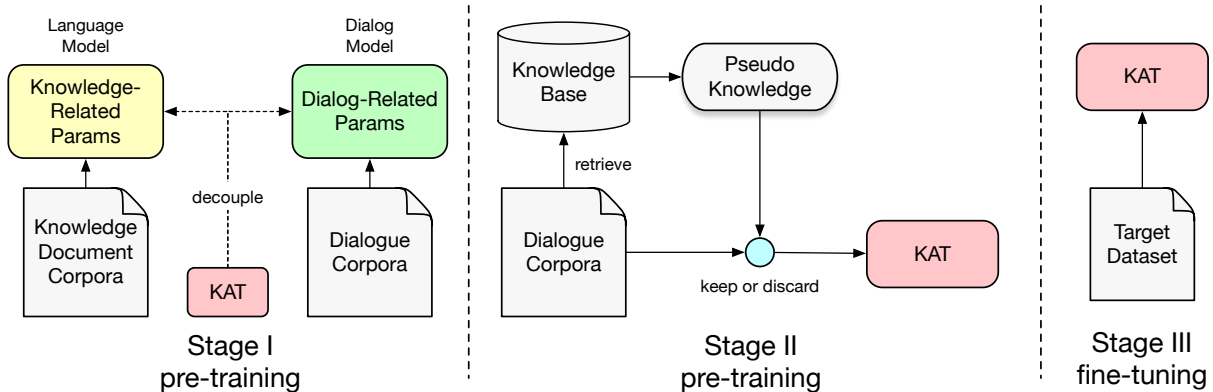 Language
Model
Knowledge-
Related
Params
Dialog
Model
Dialog-Related
Params
decouple
Knowledge
Document
Corpora
KAT
Dialogue
Corpora
Stage I
pre-training
Knowledge
Base
Pseudo
Knowledge
retrieve
Dialogue
Corpora
keep or discard
KAT
Stage II
pre-training
KAT
Target
Dataset
Stage III
fine-tuning